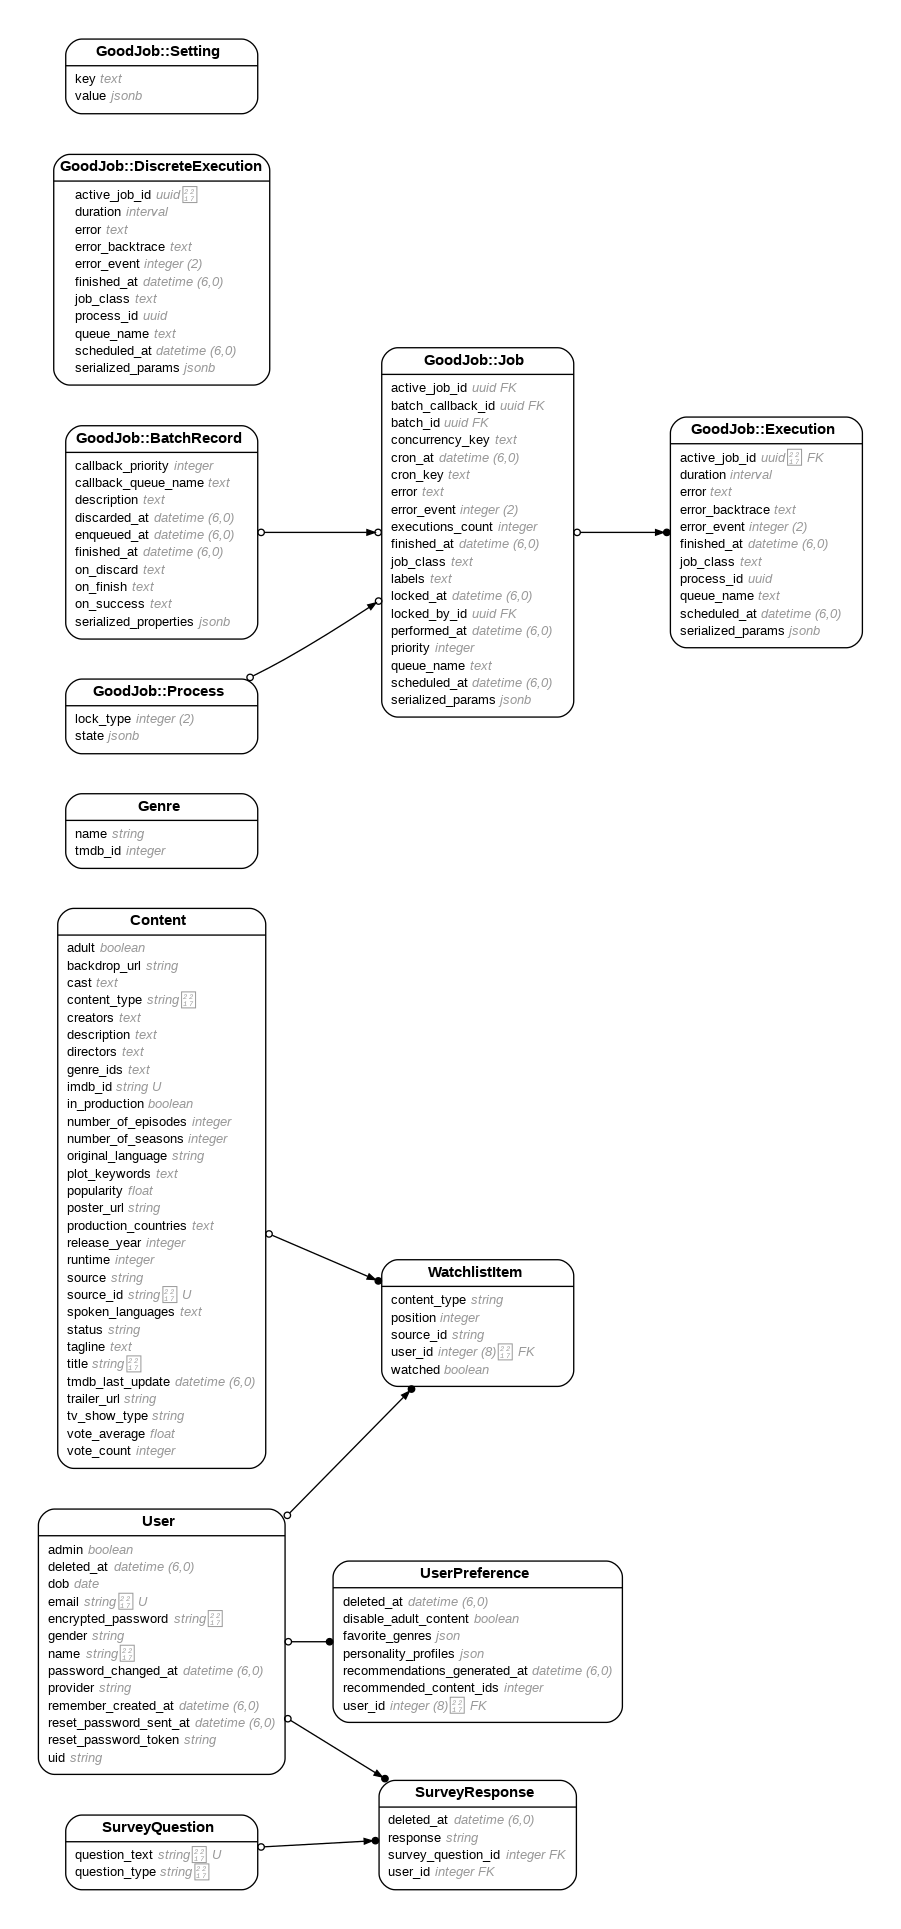 GoodJob::Setting
key text
value jsonb
GoodJob::DiscreteExecution
active_job_id uuid
duration interval
error text
error_backtrace text
error_event integer (2)
finished_at datetime (6,0)
job_class text
process_id uuid
queue_name text
scheduled_at datetime (6,0)
serialized_params jsonb
GoodJob::BatchRecord
callback_priority integer
callback_queue_name text
description text
discarded_at datetime (6,0)
enqueued_at datetime (6,0)
finished_at datetime (6,0)
on_discard text
on_finish text
on_success text
serialized_properties jsonb
GoodJob::Process
lock_type integer (2)
state jsonb
GoodJob::Job
active_job_id uuid FK
batch_callback_id uuid FK
batch_id uuid FK
concurrency_key text
cron_at datetime (6,0)
cron_key text
error text
error_event integer (2)
executions_count integer
finished_at datetime (6,0)
job_class text
labels text
locked_at datetime (6,0)
locked_by_id uuid FK
performed_at datetime (6,0)
priority integer
queue_name text
scheduled_at datetime (6,0)
serialized_params jsonb
GoodJob::Execution
active_job_id uuid FK
duration interval
error text
error_backtrace text
error_event integer (2)
finished_at datetime (6,0)
job_class text
process_id uuid
queue_name text
scheduled_at datetime (6,0)
serialized_params jsonb
Genre
name string
tmdb_id integer
Content
adult boolean
backdrop_url string
cast text
content_type string
creators text
description text
directors text
genre_ids text
imdb_id string U
in_production boolean
number_of_episodes integer
number_of_seasons integer
original_language string
plot_keywords text
popularity float
poster_url string
production_countries text
release_year integer
runtime integer
source string
source_id string U
spoken_languages text
status string
tagline text
title string
tmdb_last_update datetime (6,0)
trailer_url string
tv_show_type string
vote_average float
vote_count integer
WatchlistItem
content_type string
position integer
source_id string
user_id integer (8) FK
watched boolean
User
admin boolean
deleted_at datetime (6,0)
dob date
email string U
encrypted_password string
gender string
name string
password_changed_at datetime (6,0)
provider string
remember_created_at datetime (6,0)
reset_password_sent_at datetime (6,0)
reset_password_token string
uid string
UserPreference
deleted_at datetime (6,0)
disable_adult_content boolean
favorite_genres json
personality_profiles json
recommendations_generated_at datetime (6,0)
recommended_content_ids integer
user_id integer (8) FK
SurveyQuestion
question_text string U
question_type string
SurveyResponse
deleted_at datetime (6,0)
response string
survey_question_id integer FK
user_id integer FK